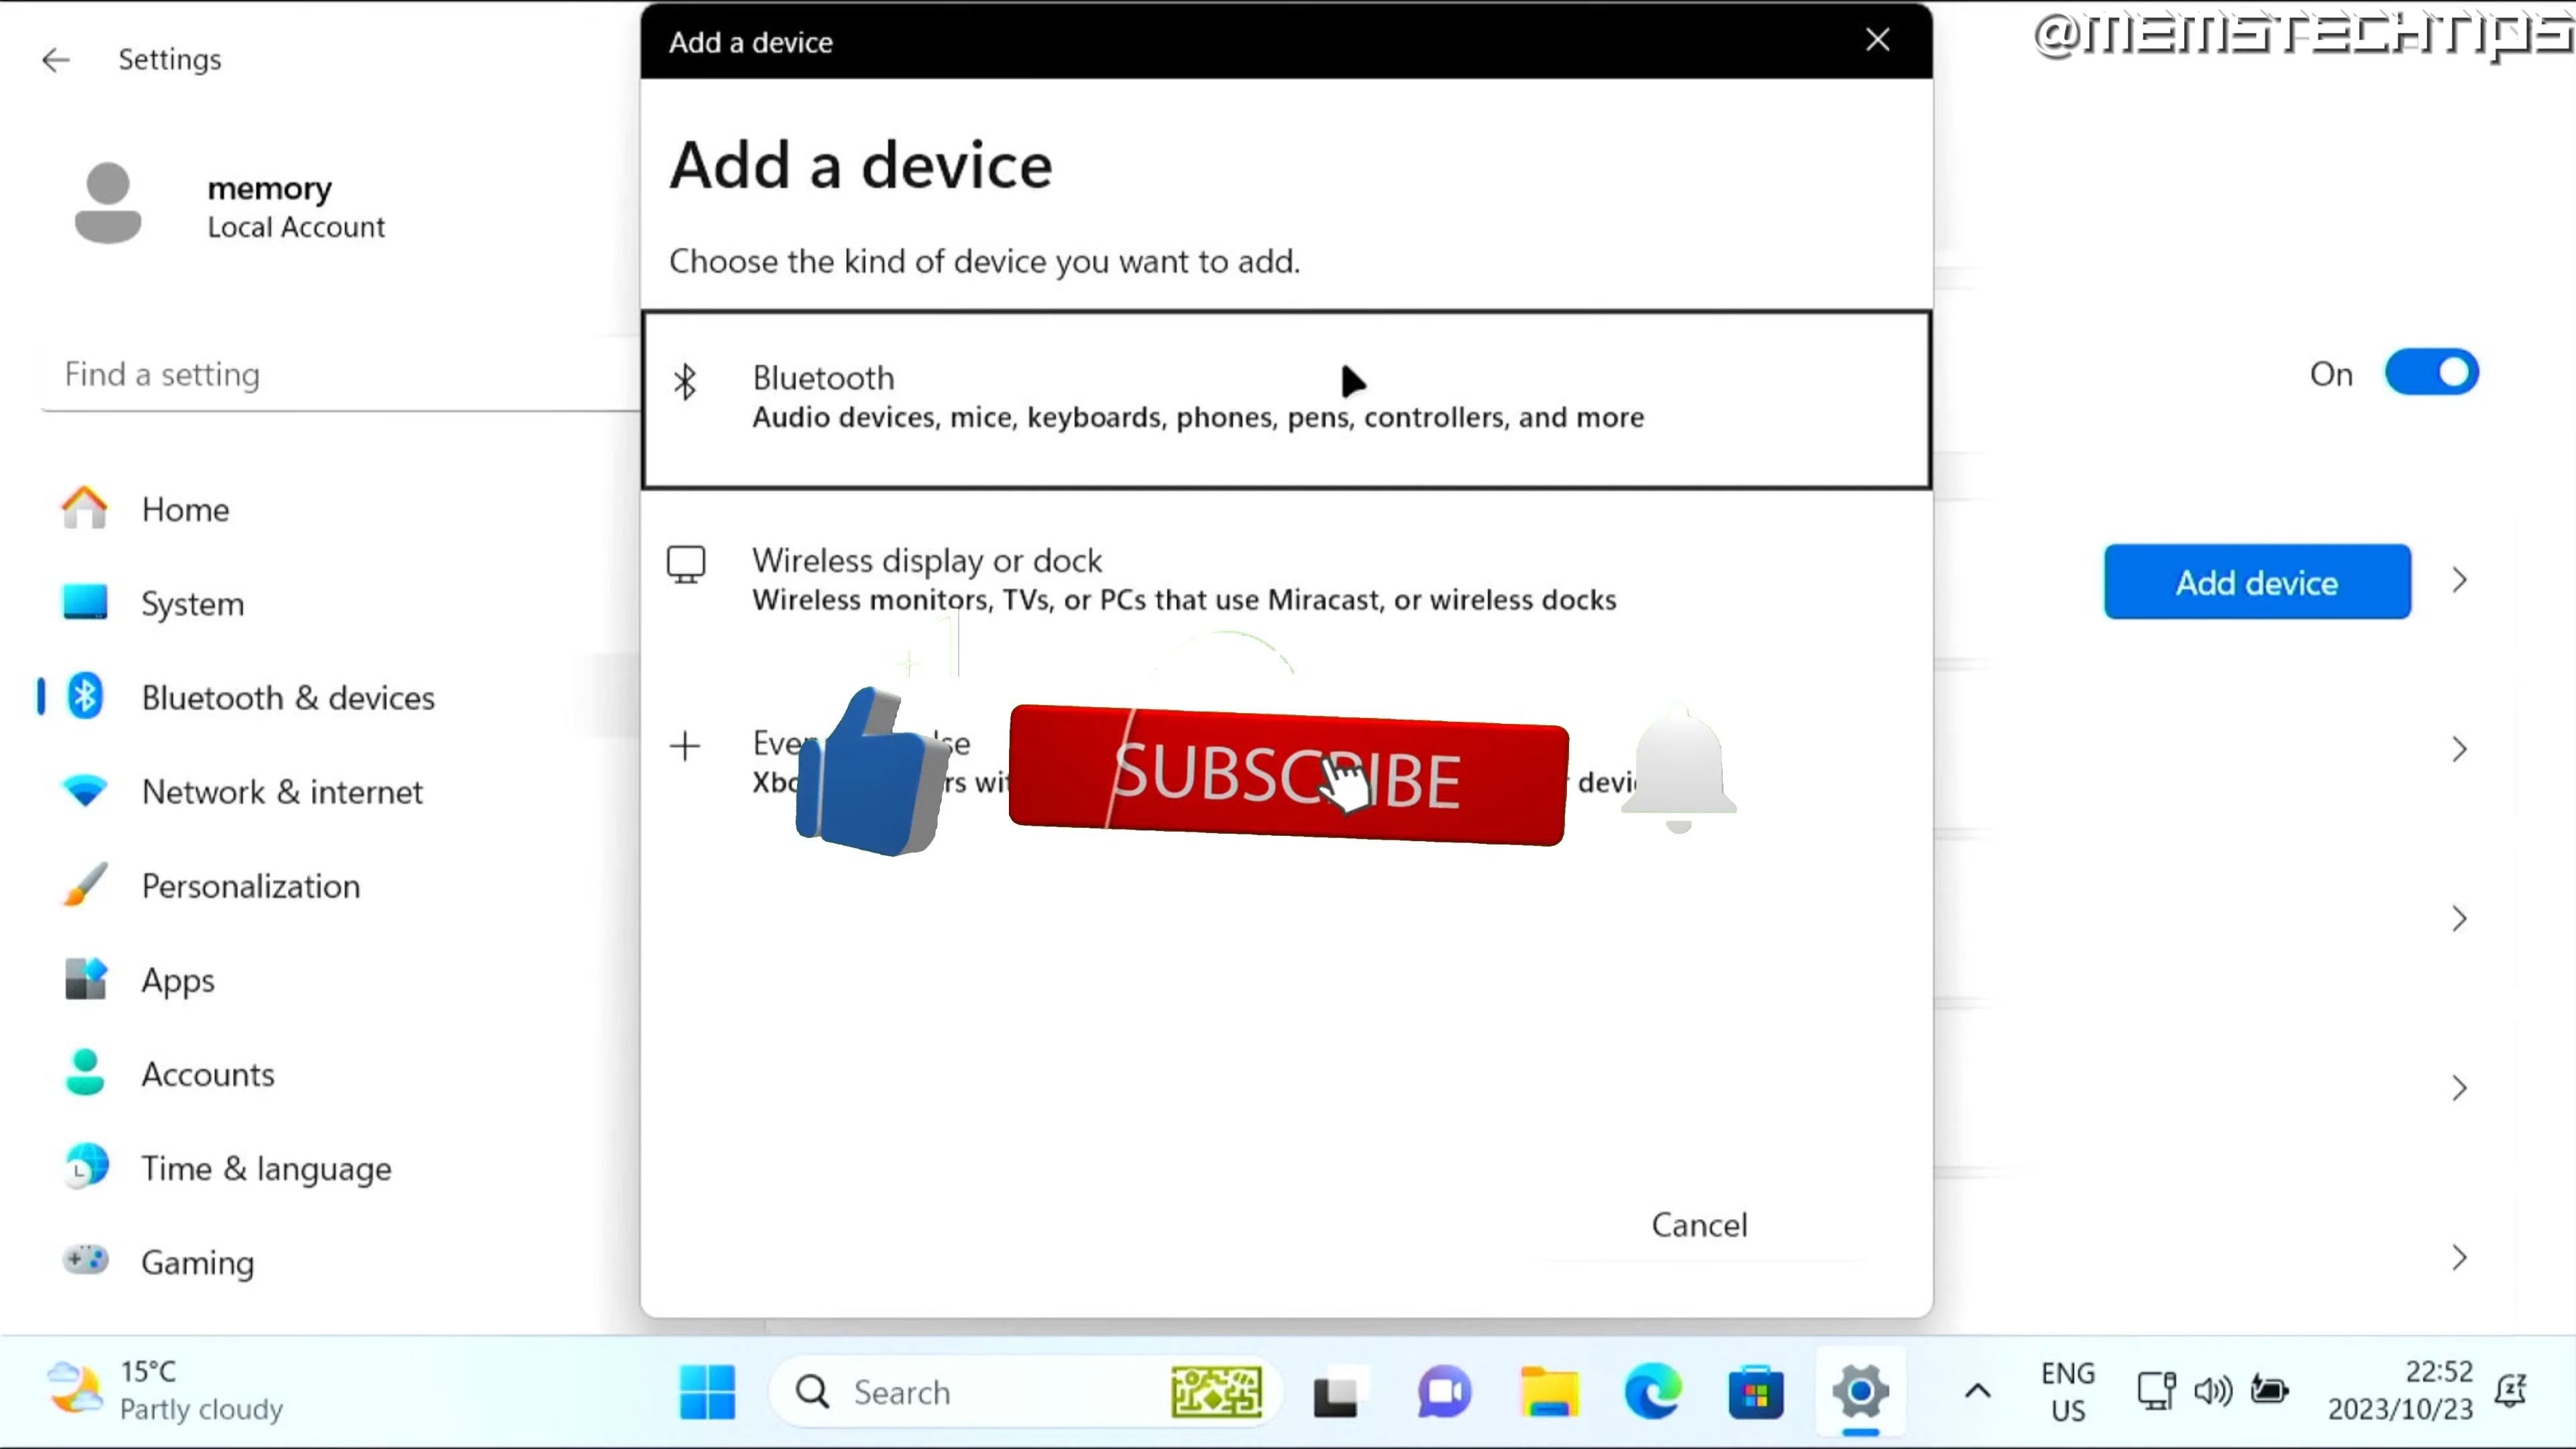 @MEMSTECHTIPS
Settings
Add a device
memory
Local Account
Add a device
Choose the kind of device you want to add.
Find a setting
Bluetooth
Audio devices, mice, keyboards, phones, pens, controllers, and more
On
Wireless display or dock
Wireless monitors, TVs, or PCs that use Miracast, or wireless docks
Add device
+1
SUBSCRIBE
Home
System
Bluetooth & devices
Network & internet
Personalization
Apps
Accounts
Time & language
Gaming
Cancel
15°C
Partly cloudy
Search
ENG
US
22:52
2023/10/23